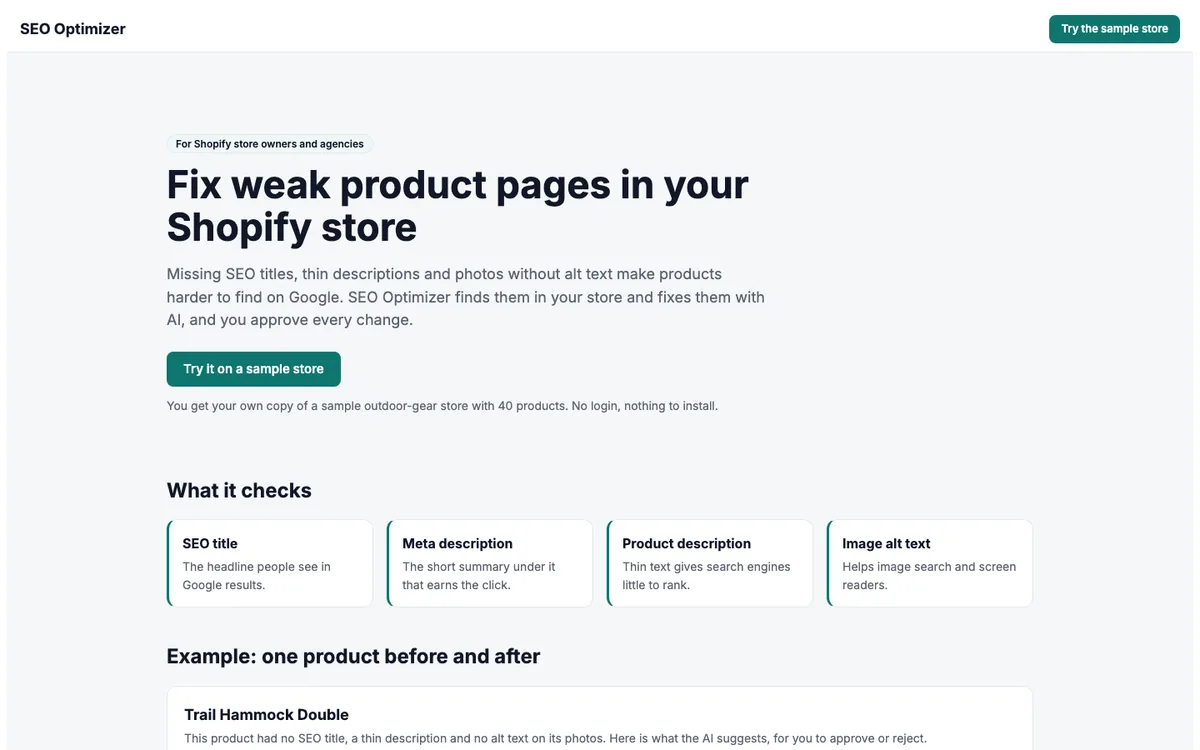 SEO Optimizer
Try the sample store
For Shopify store owners and agencies
Fix weak product pages in your
Shopify store
Missing SEO titles, thin descriptions and photos without alt text make products
harder to find on Google. SEO Optimizer finds them in your store and fixes them with
AI, and you approve every change.
Try it on a sample store
You get your own copy of a sample outdoor-gear store with 40 products. No login, nothing to install.
What it checks
SEO title
The headline people see in
Google results.
Meta description
The short summary under it
that earns the click.
Product description
Thin text gives search engines
little to rank.
Image alt text
Helps image search and screen
readers.
Example: one product before and after
Trail Hammock Double
This product had no SEO title, a thin description and no alt text on its photos. Here is what the AI suggests, for you to approve or reject.